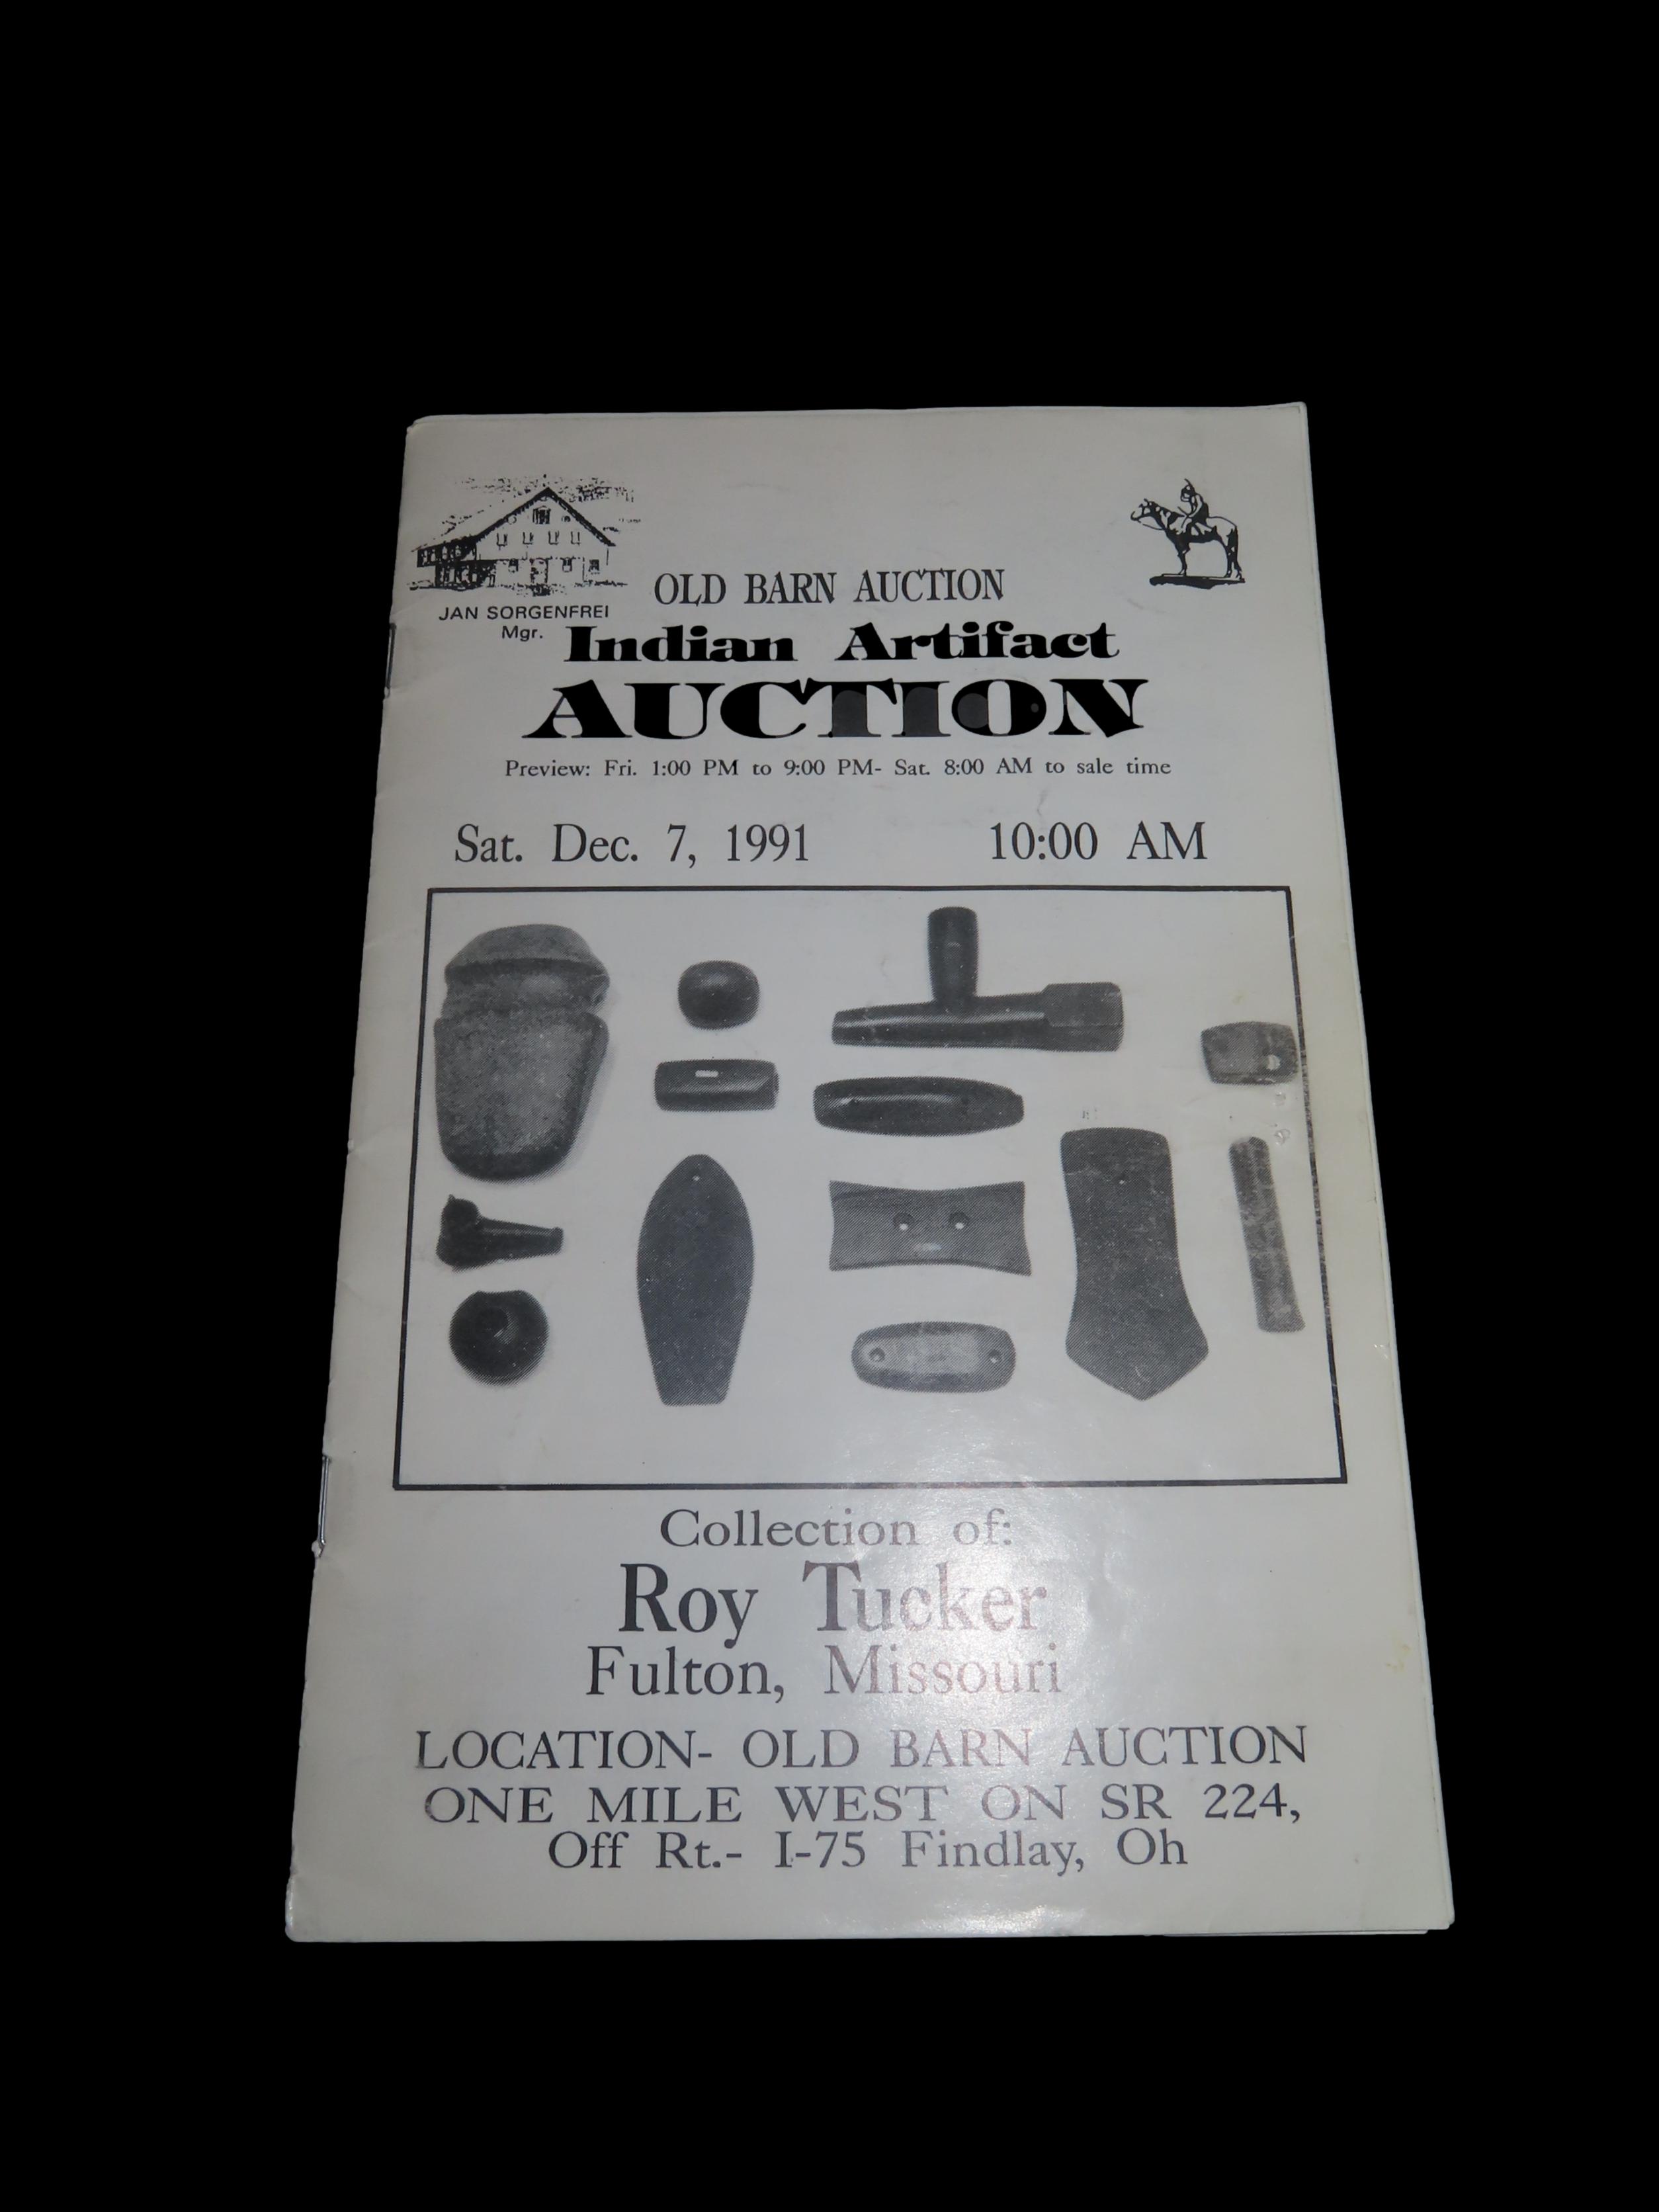 JAN SORGENFREI
Mgr.
OLD BARN AUCTION
Indian Artifact
AUCTION
Preview: Fri. 1:00 PM to 9:00 PM- Sat. 8:00 AM to sale time
Sat. Dec. 7, 1991 10:00 AM
Collection of:
Roy Tucker
Fulton, Missouri
LOCATION- OLD BARN AUCTION
ONE MILE WEST ON SR 224,
Off Rt.- I-75 Findlay, Oh